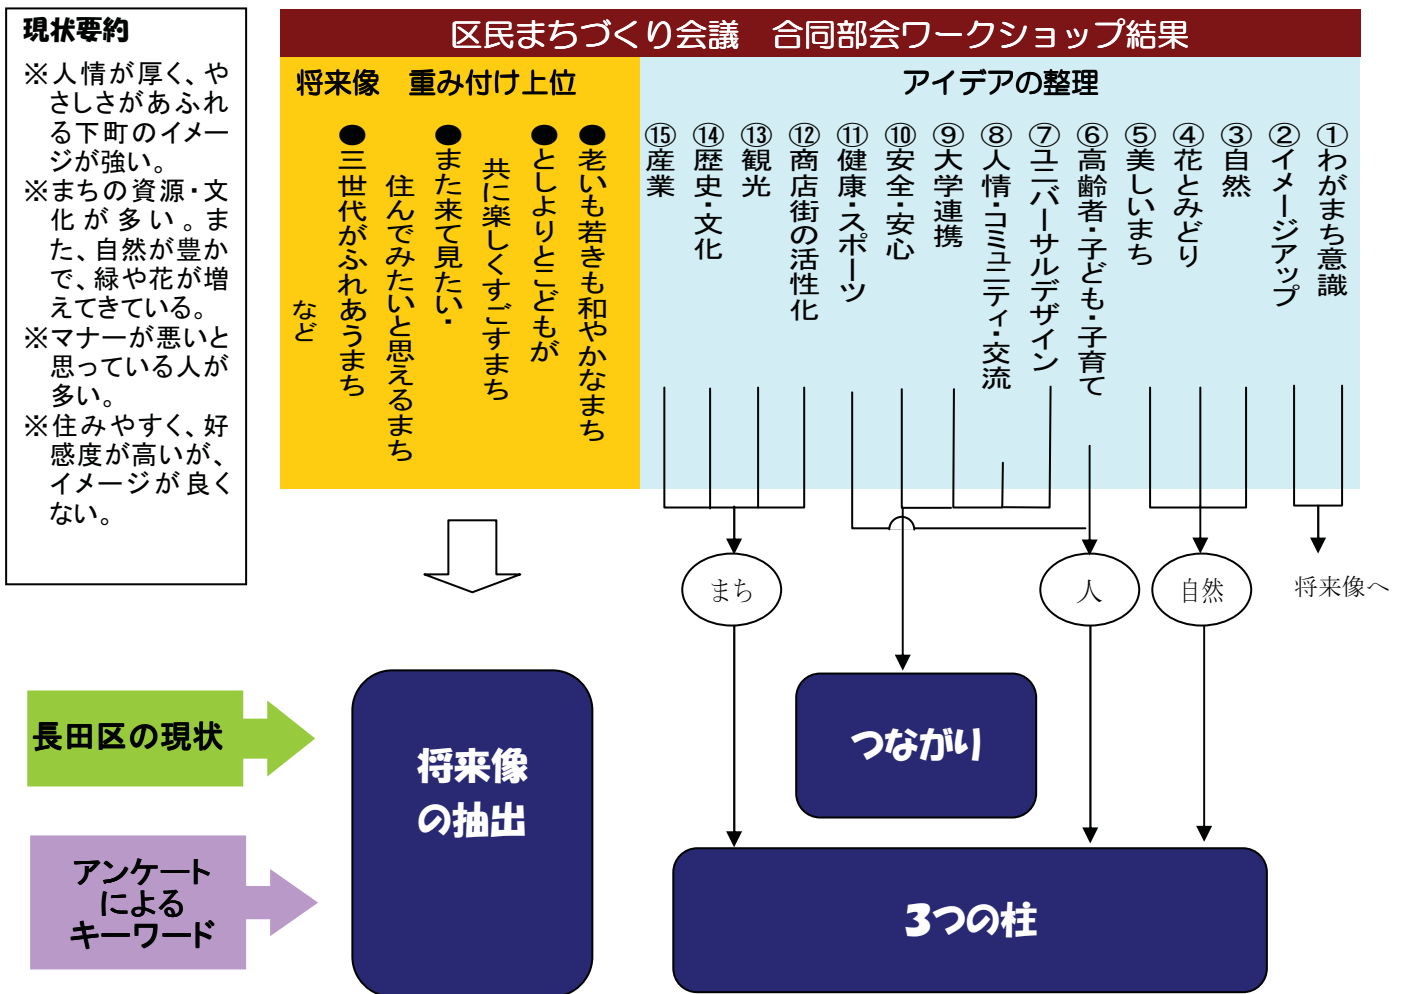 現状要約
※人情が厚く、や
さしさがあふれ
る下町のイメー
ジが強い。
※まちの資源・文
化が多い。ま
た、自然が豊か
で、緑や花が増
えてきている。
※マナーが悪いと
思っている人が
多い。
※住みやすく、好
感度が高いが、
イメージが良く
ない。
区民まちづくり会議　合同部会ワークショップ結果
将来像　重み付け上位
●老いも若きも和やかなまち
●としよりとこどもが
共に楽しくすごすまち
●また来て見たい・
住んでみたいと思えるまち
●三世代がふれあうまち
など
アイデアの整理
①わがまち意識
②イメージアップ
③自然
④花とみどり
⑤美しいまち
⑥高齢者・子ども・子育て
⑦ユニバーサルデザイン
⑧人情・コミュニティ・交流
⑨大学連携
⑩安全・安心
⑪健康・スポーツ
⑫商店街の活性化
⑬観光
⑭歴史・文化
⑮産業
まち
人
自然
将来像へ
長田区の現状
アンケート
による
キーワード
将来像
の抽出
つながり
3つの柱